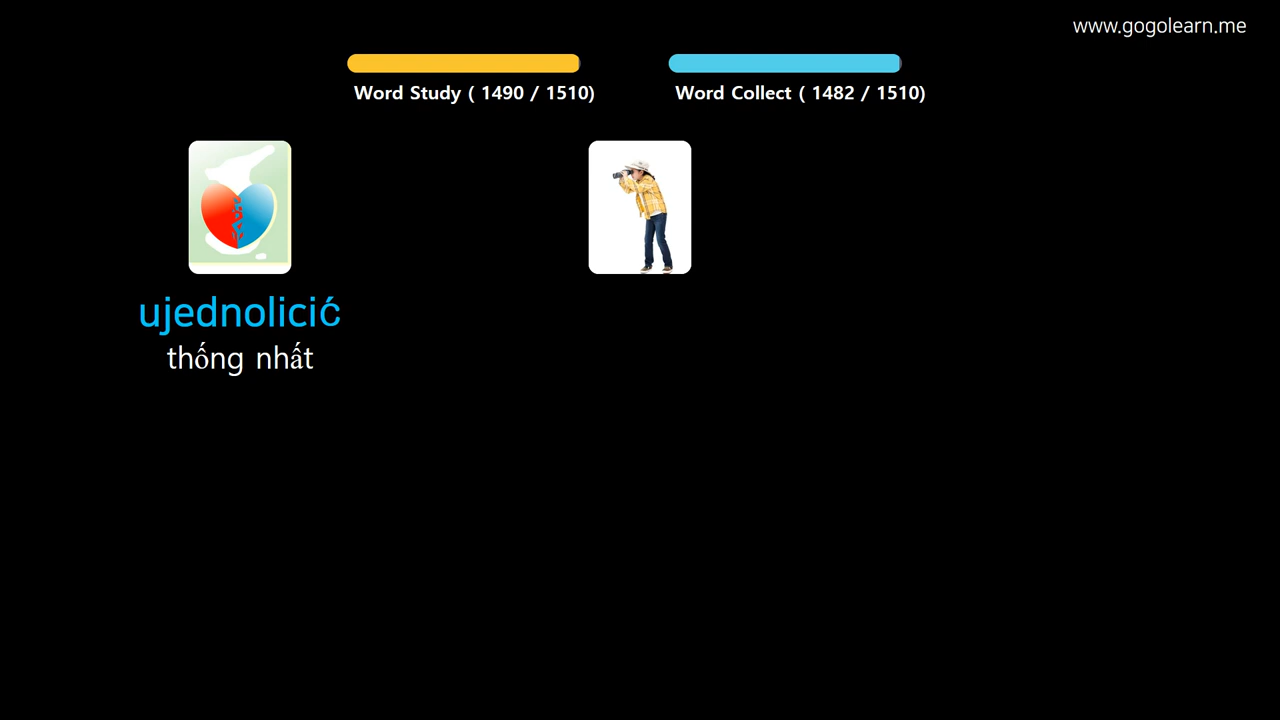 www.gogolearn.me
Word Study ( 1490 / 1510)
Word Collect ( 1482 / 1510)
ujednolicić
thống nhất